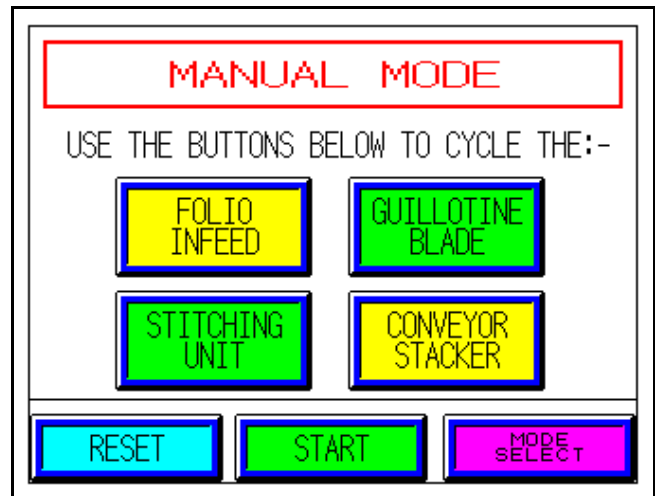 MANUAL MODE
USE THE BUTTONS BELOW TO CYCLE THE:-
FOLIO
INFEED
GUILLOTINE
BLADE
STITCHING
UNIT
CONVEYOR
STACKER
RESET
START
MODE
SELECT